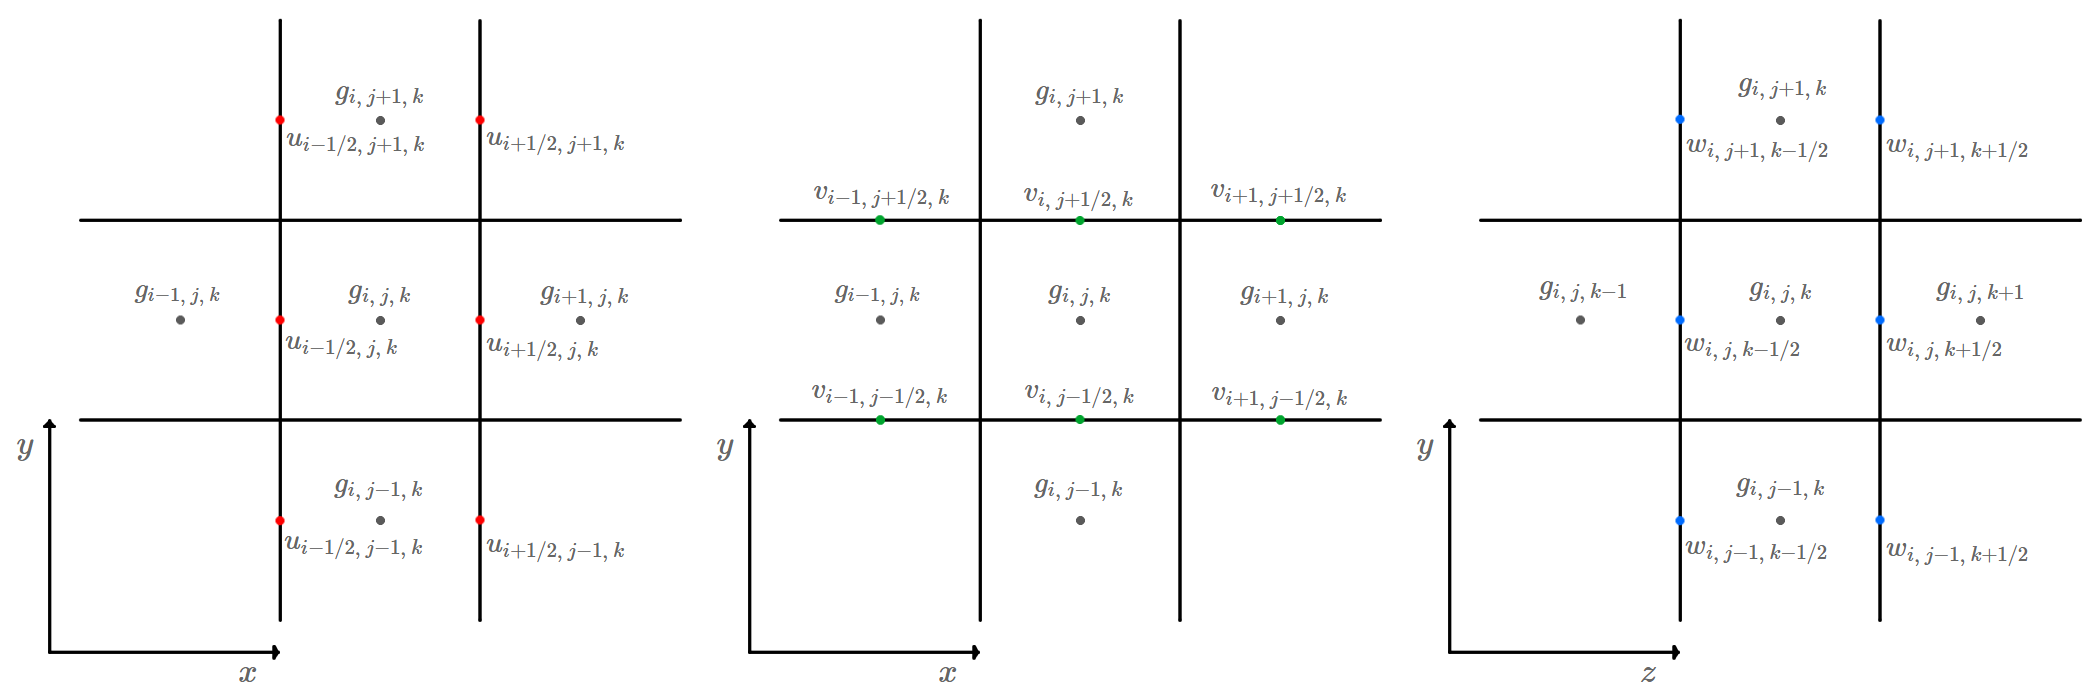 g_{i, j+1, k}
u_{i−1/2, j+1, k}
u_{i+1/2, j+1, k}
g_{i−1, j, k}
g_{i, j, k}
g_{i+1, j, k}
u_{i−1/2, j, k}
u_{i+1/2, j, k}
y
g_{i, j−1, k}
u_{i−1/2, j−1, k}
u_{i+1/2, j−1, k}
x
g_{i, j+1, k}
v_{i−1, j+1/2, k}
v_{i, j+1/2, k}
v_{i+1, j+1/2, k}
g_{i−1, j, k}
g_{i, j, k}
g_{i+1, j, k}
v_{i−1, j−1/2, k}
v_{i, j−1/2, k}
v_{i+1, j−1/2, k}
y
g_{i, j−1, k}
x
g_{i, j+1, k}
w_{i, j+1, k−1/2}
w_{i, j+1, k+1/2}
g_{i, j, k−1}
g_{i, j, k}
g_{i, j, k+1}
w_{i, j, k−1/2}
w_{i, j, k+1/2}
y
g_{i, j−1, k}
w_{i, j−1, k−1/2}
w_{i, j−1, k+1/2}
z